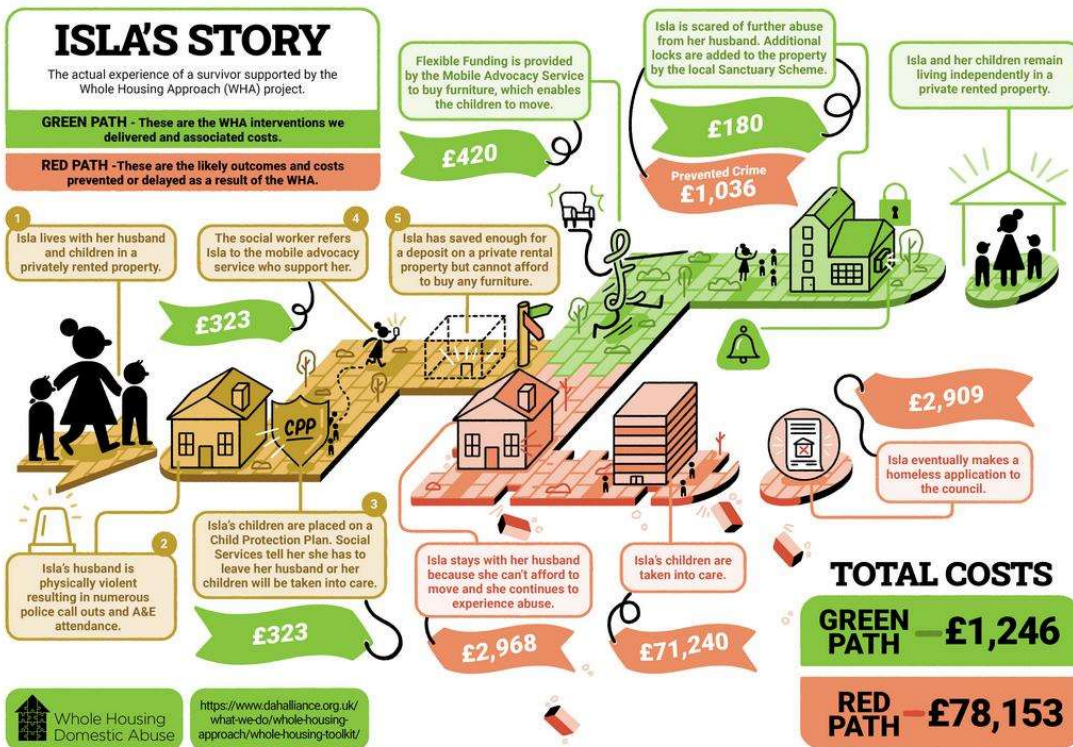 ISLA'S STORY
The actual experience of a survivor supported by the
Whole Housing Approach (WHA) project.
GREEN PATH - These are the WHA interventions we
delivered and associated costs.
RED PATH -These are the likely outcomes and costs
prevented or delayed as a result of the WHA.
1
Isla lives with her husband
and children in a
privately rented property.
2
Isla's husband is
physically violent
resulting in numerous
police call outs and A&E
attendance.
CPP
3
Isla's children are placed on a
Child Protection Plan. Social
Services tell her she has to
leave her husband or her
children will be taken into care.
£323
4
The social worker refers
Isla to the mobile advocacy
service who support her.
£323
5
Isla has saved enough for
a deposit on a private rental
property but cannot afford
to buy any furniture.
Flexible Funding is provided
by the Mobile Advocacy Service
to buy furniture, which enables
the children to move.
£420
£
Isla is scared of further abuse
from her husband. Additional
locks are added to the property
by the local Sanctuary Scheme.
£180
Prevented Crime
£1,036
Isla and her children remain
living independently in a
private rented property.
Isla stays with her husband
because she can't afford to
move and she continues to
experience abuse.
£2,968
Isla's children are
taken into care.
£71,240
£2,909
Isla eventually makes a
homeless application to
the council.
TOTAL COSTS
GREEN PATH – £1,246
RED PATH – £78,153
Whole Housing
Domestic Abuse
https://www.dahalliance.org.uk/
what-we-do/whole-housing-
approach/whole-housing-toolkit/